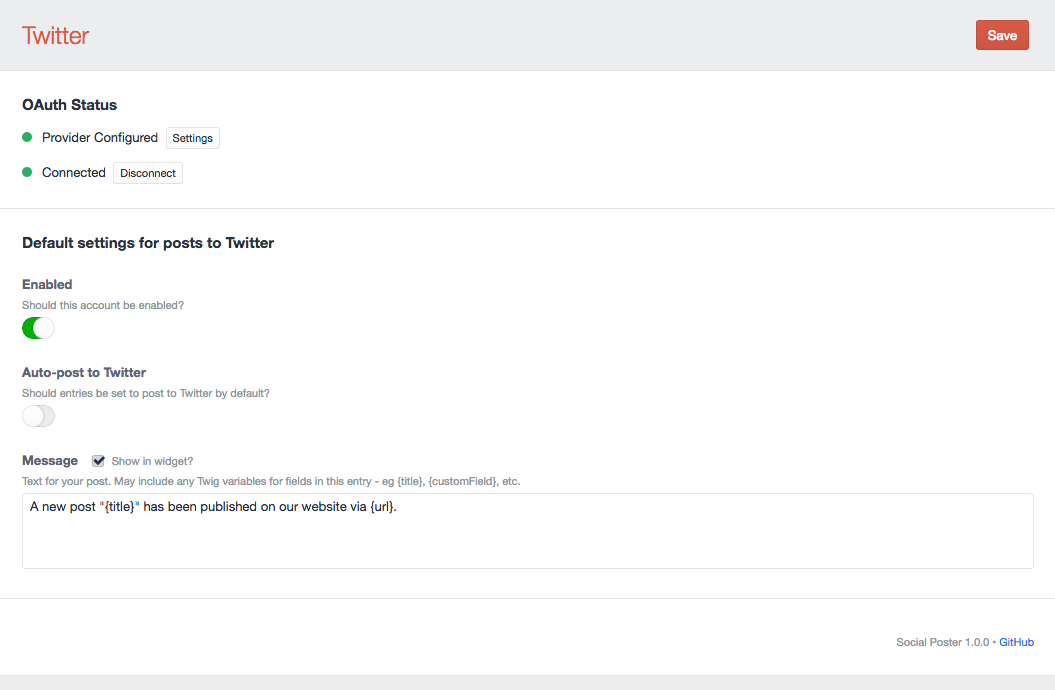 Twitter
Save
OAuth Status
Provider Configured Settings
Connected Disconnect
Default settings for posts to Twitter
Enabled
Should this account be enabled?
Auto-post to Twitter
Should entries be set to post to Twitter by default?
Message Show in widget?
Text for your post. May include any Twig variables for fields in this entry - eg {title}, {customField}, etc.
A new post "{title}" has been published on our website via {url}.
Social Poster 1.0.0 • GitHub